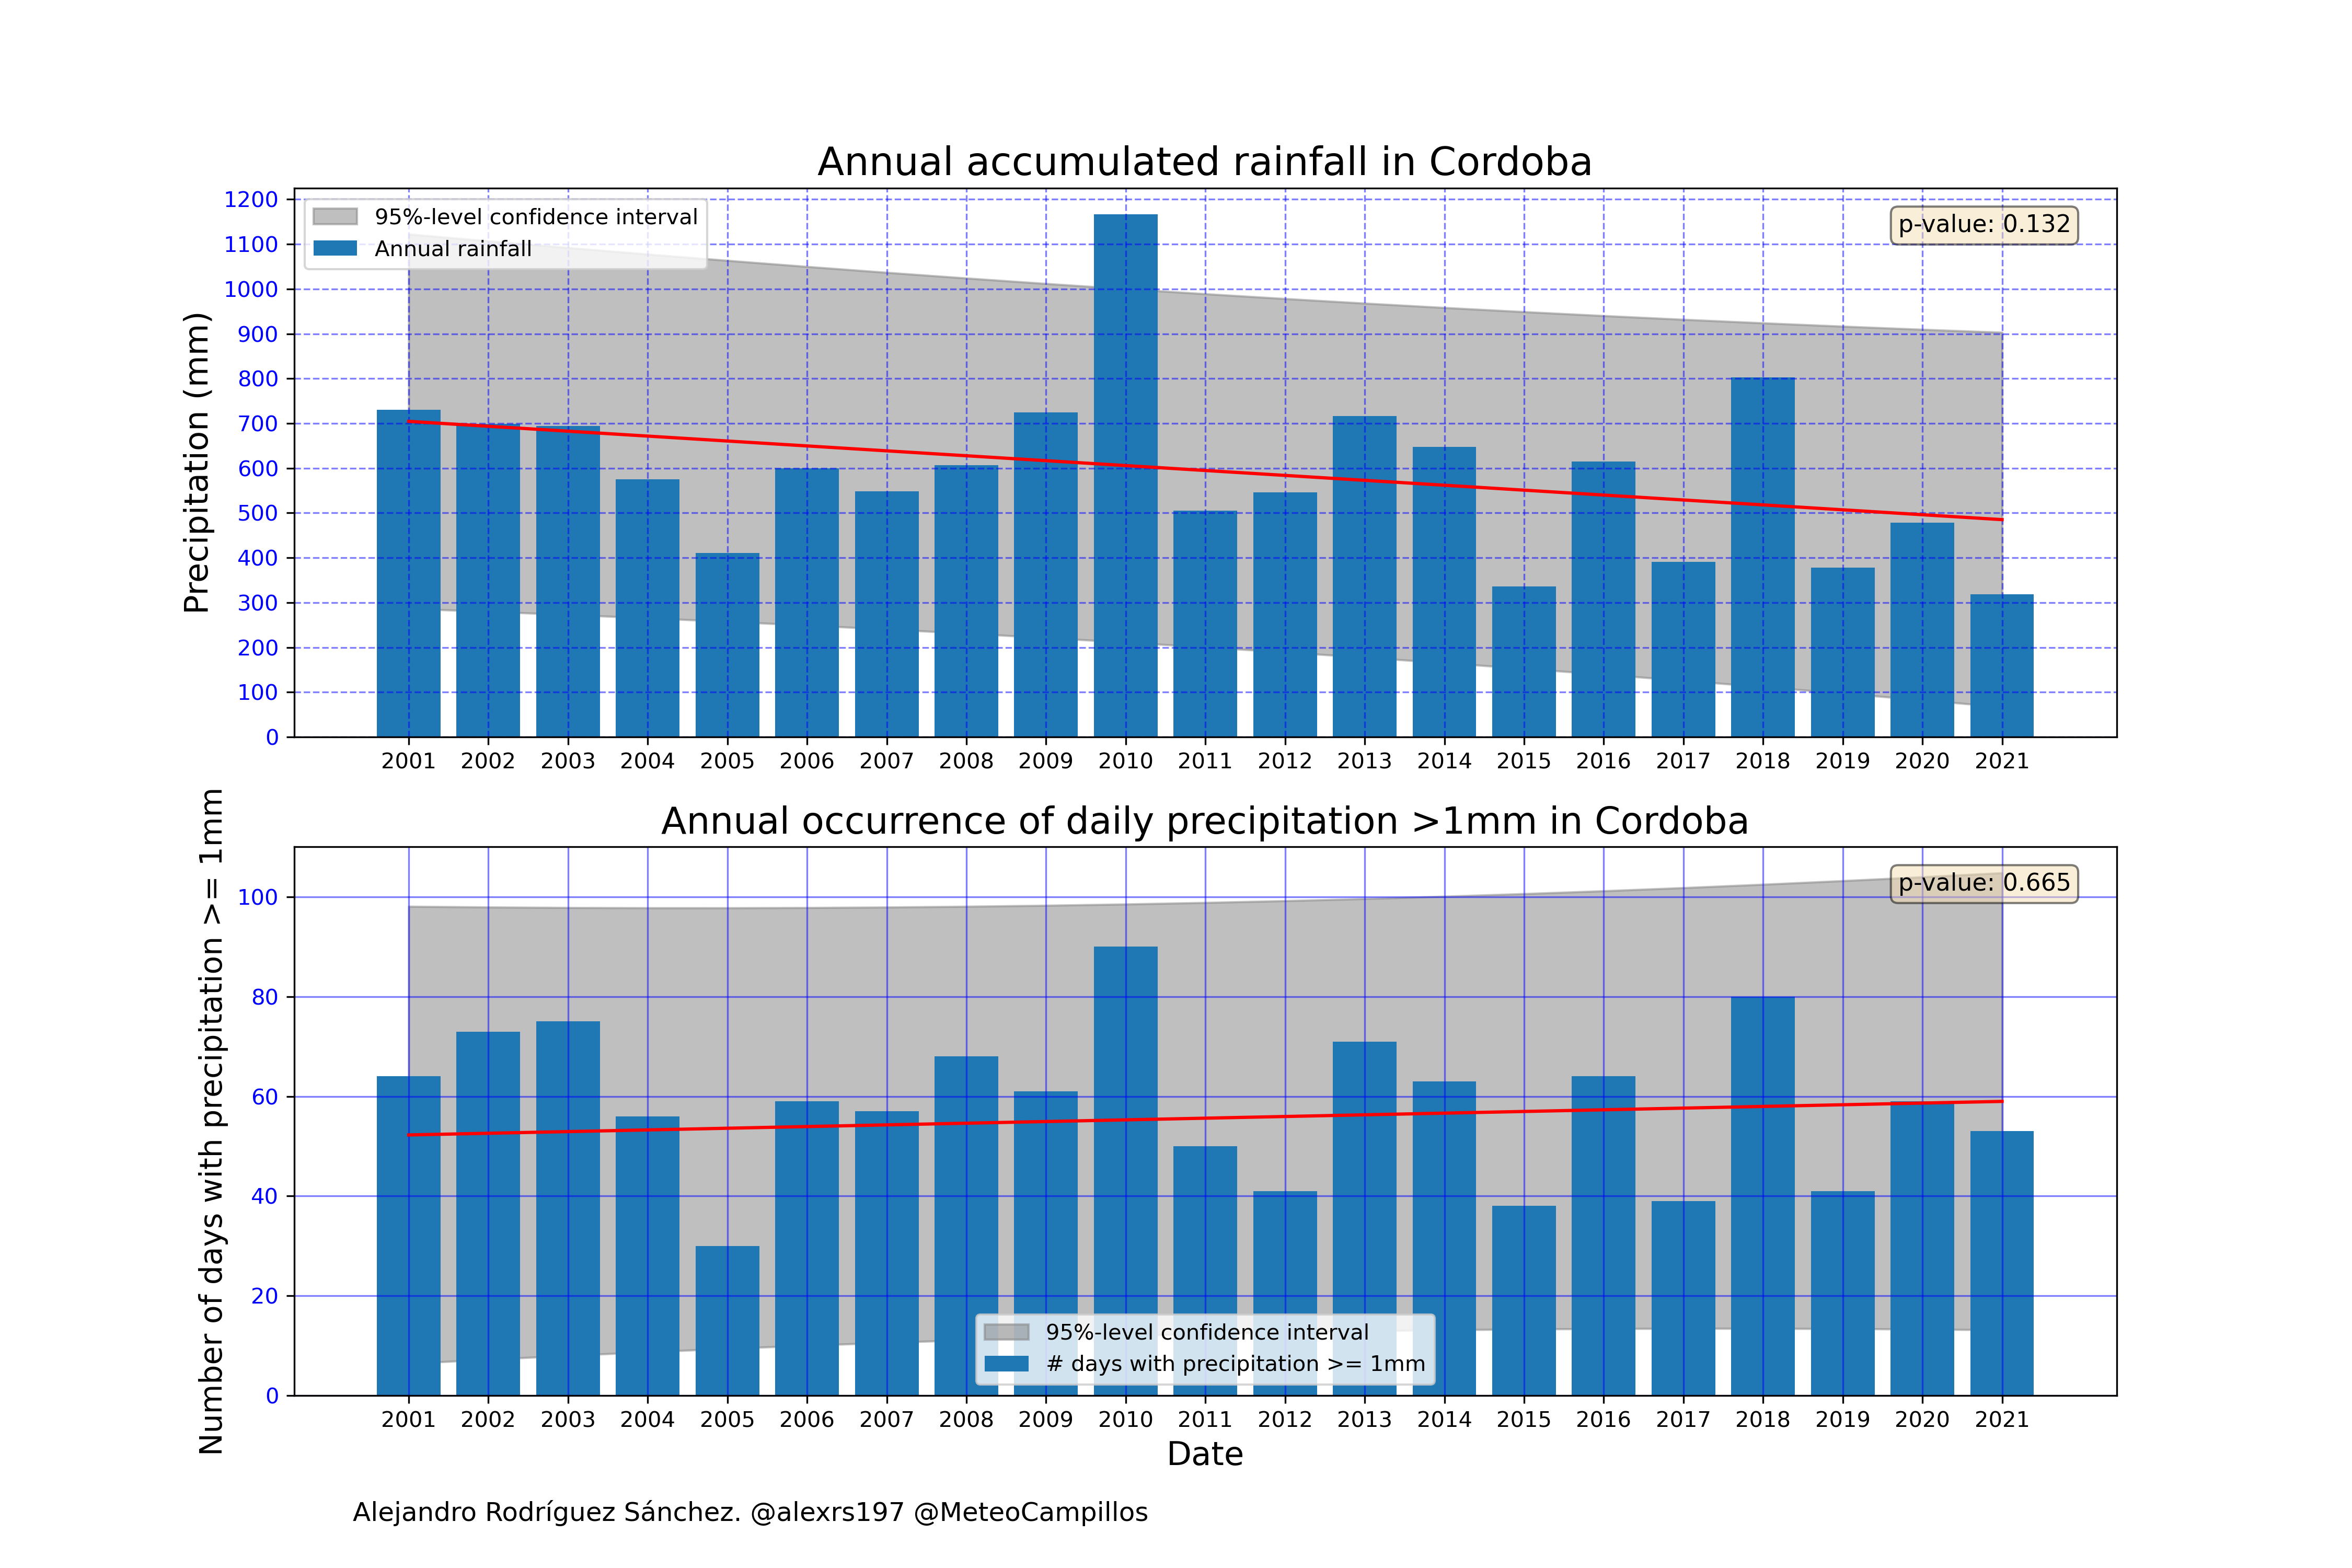 Annual accumulated rainfall in Cordoba
Precipitation (mm)
1200
1100
1000
900
800
700
600
500
400
300
200
100
0
95%-level confidence interval
Annual rainfall
p-value: 0.132
2001 2002 2003 2004 2005 2006 2007 2008 2009 2010 2011 2012 2013 2014 2015 2016 2017 2018 2019 2020 2021
Annual occurrence of daily precipitation >1mm in Cordoba
Number of days with precipitation >= 1mm
100
80
60
40
20
0
p-value: 0.665
95%-level confidence interval
# days with precipitation >= 1mm
2001 2002 2003 2004 2005 2006 2007 2008 2009 2010 2011 2012 2013 2014 2015 2016 2017 2018 2019 2020 2021
Date
Alejandro Rodríguez Sánchez. @alexrs197 @MeteoCampillos